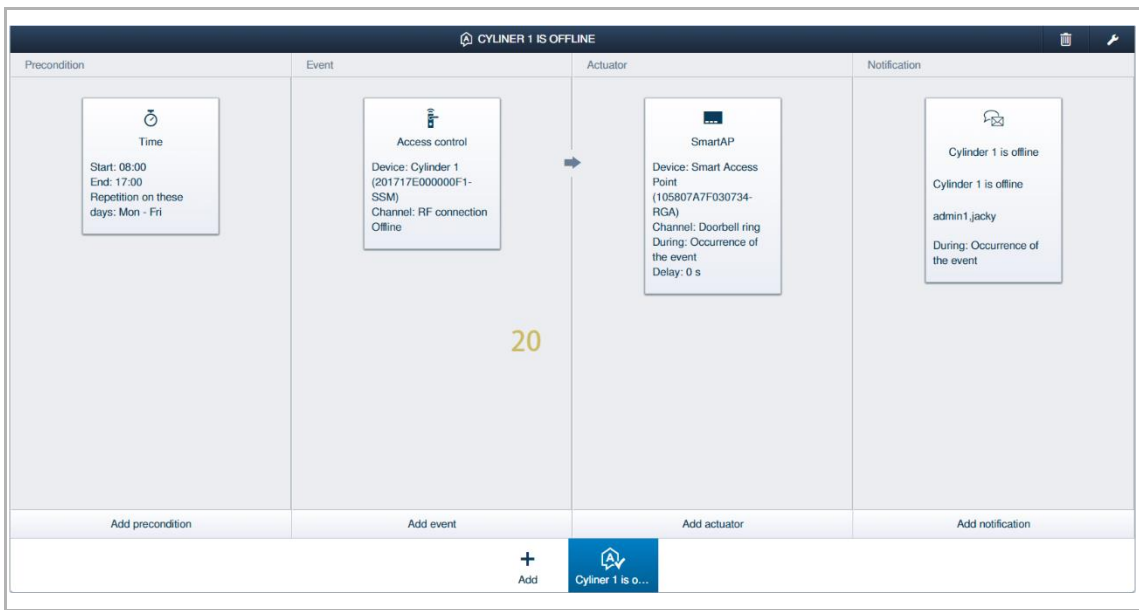 CYLINER 1 IS OFFLINE
Precondition
Event
Actuator
Notification
Time
Start: 08:00
End: 17:00
Repetition on these
days: Mon - Fri
Access control
Device: Cylinder 1
(201717E000000F1-
SSM)
Channel: RF connection
Offline
SmartAP
Device: Smart Access
Point
(105807A7F030734-
RGA)
Channel: Doorbell ring
During: Occurrence of
the event
Delay: 0 s
Cylinder 1 is offline
Cylinder 1 is offline
admin1,jacky
During: Occurrence of
the event
20
Add precondition
Add event
Add actuator
Add notification
Add
Cyliner 1 is o...